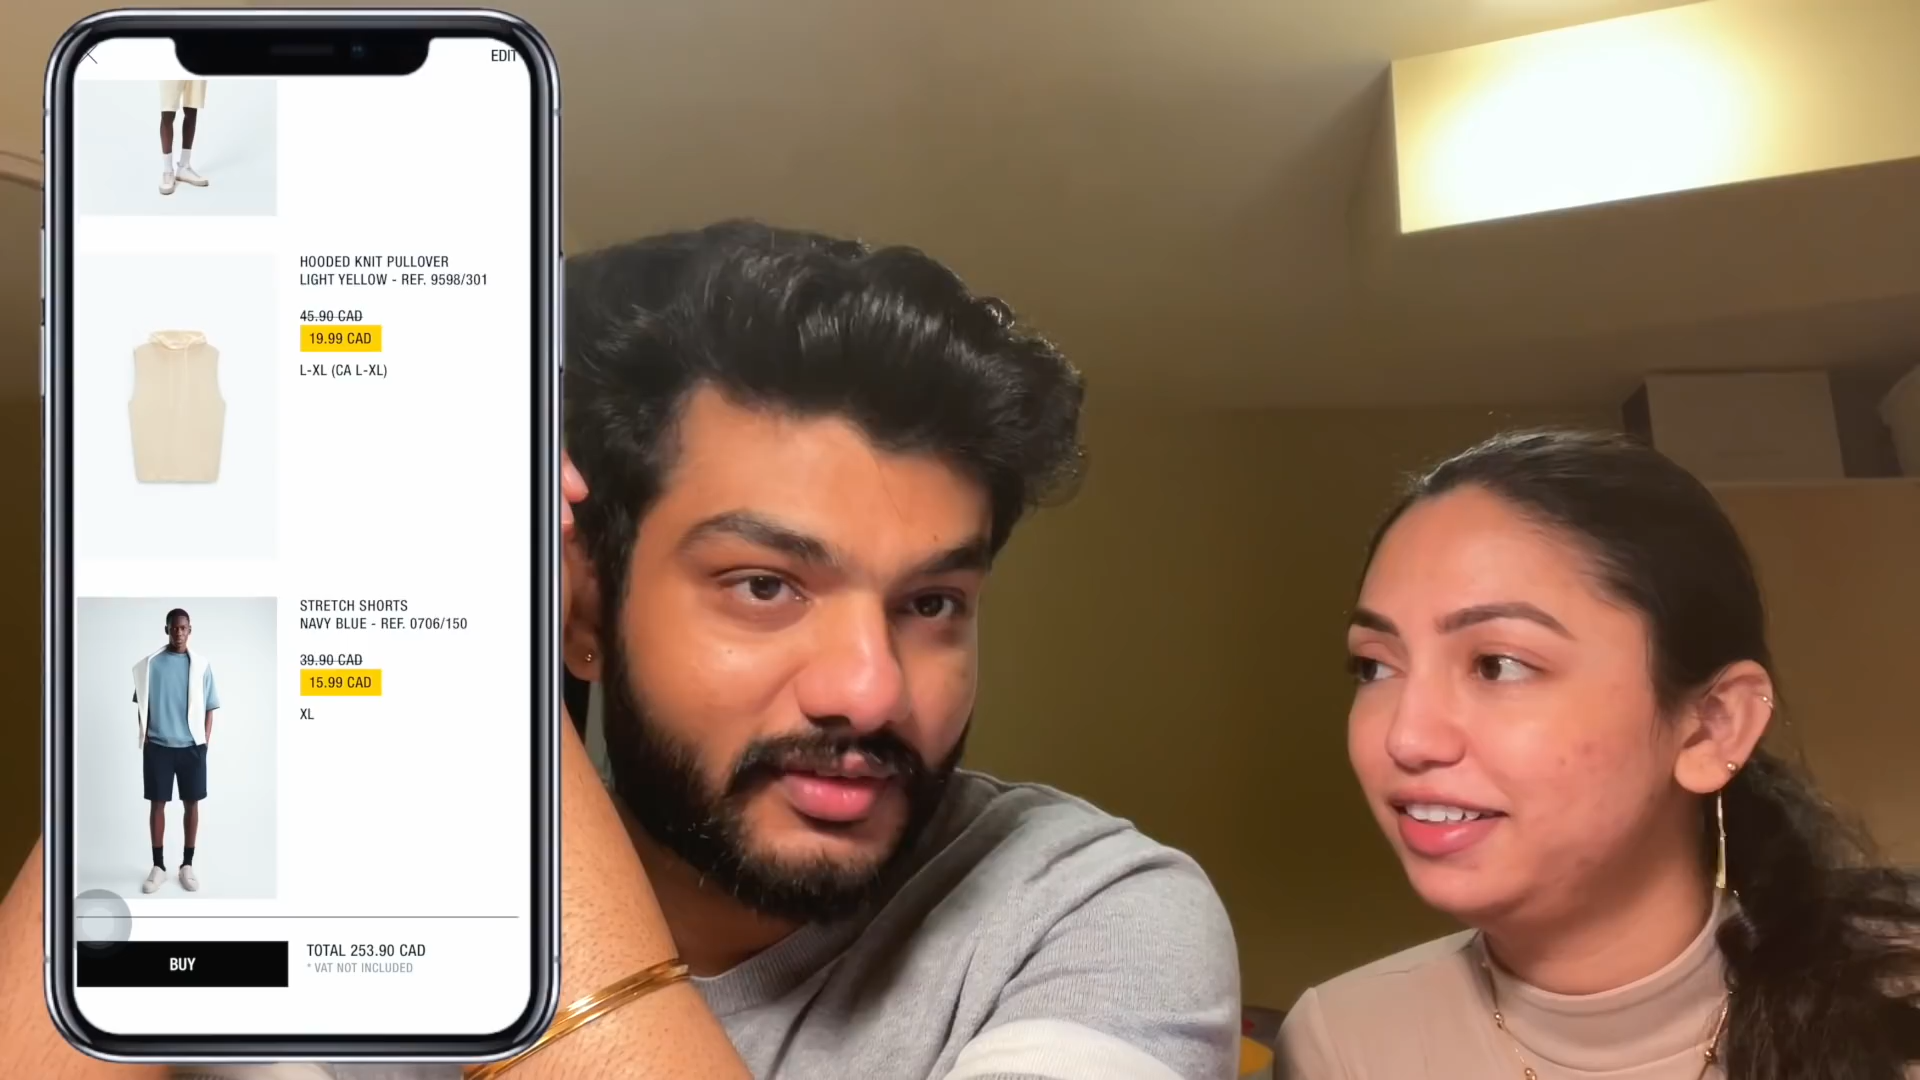 EDIT
HOODED KNIT PULLOVER
LIGHT YELLOW - REF. 9598/301
45.90 CAD
19.99 CAD
L-XL (CA L-XL)
STRETCH SHORTS
NAVY BLUE - REF. 0706/150
39.90 CAD
15.99 CAD
XL
BUY
TOTAL 253.90 CAD
* VAT NOT INCLUDED